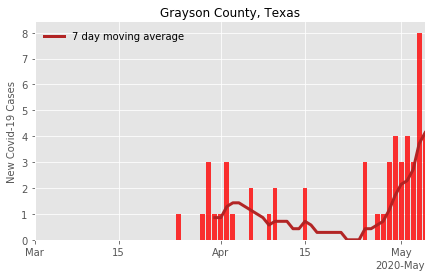 Grayson County, Texas
7 day moving average
New Covid-19 Cases
8
7
6
5
4
3
2
1
0
Mar 15 Apr 15 May
2020-May